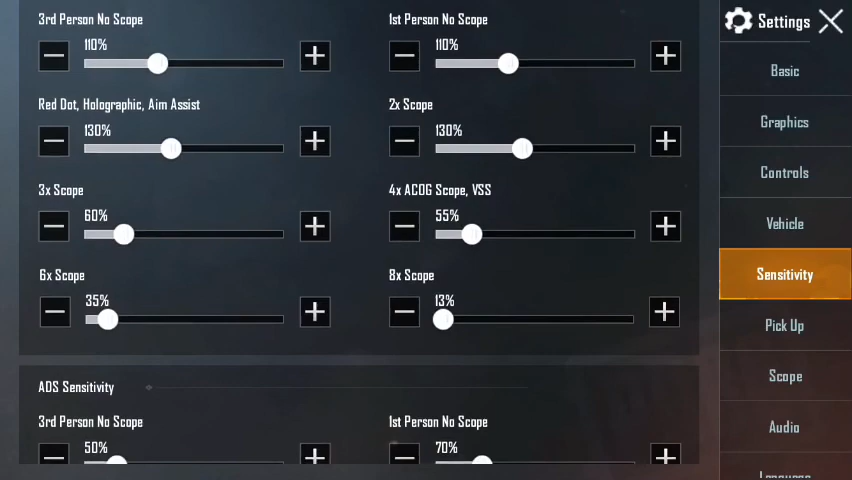 3rd Person No Scope
110%
1st Person No Scope
110%
Red Dot, Holographic, Aim Assist
130%
2x Scope
130%
3x Scope
60%
4x ACOG Scope, VSS
55%
6x Scope
35%
8x Scope
13%
ADS Sensitivity
3rd Person No Scope
50%
1st Person No Scope
70%
Settings
Basic
Graphics
Controls
Vehicle
Sensitivity
Pick Up
Scope
Audio
Language